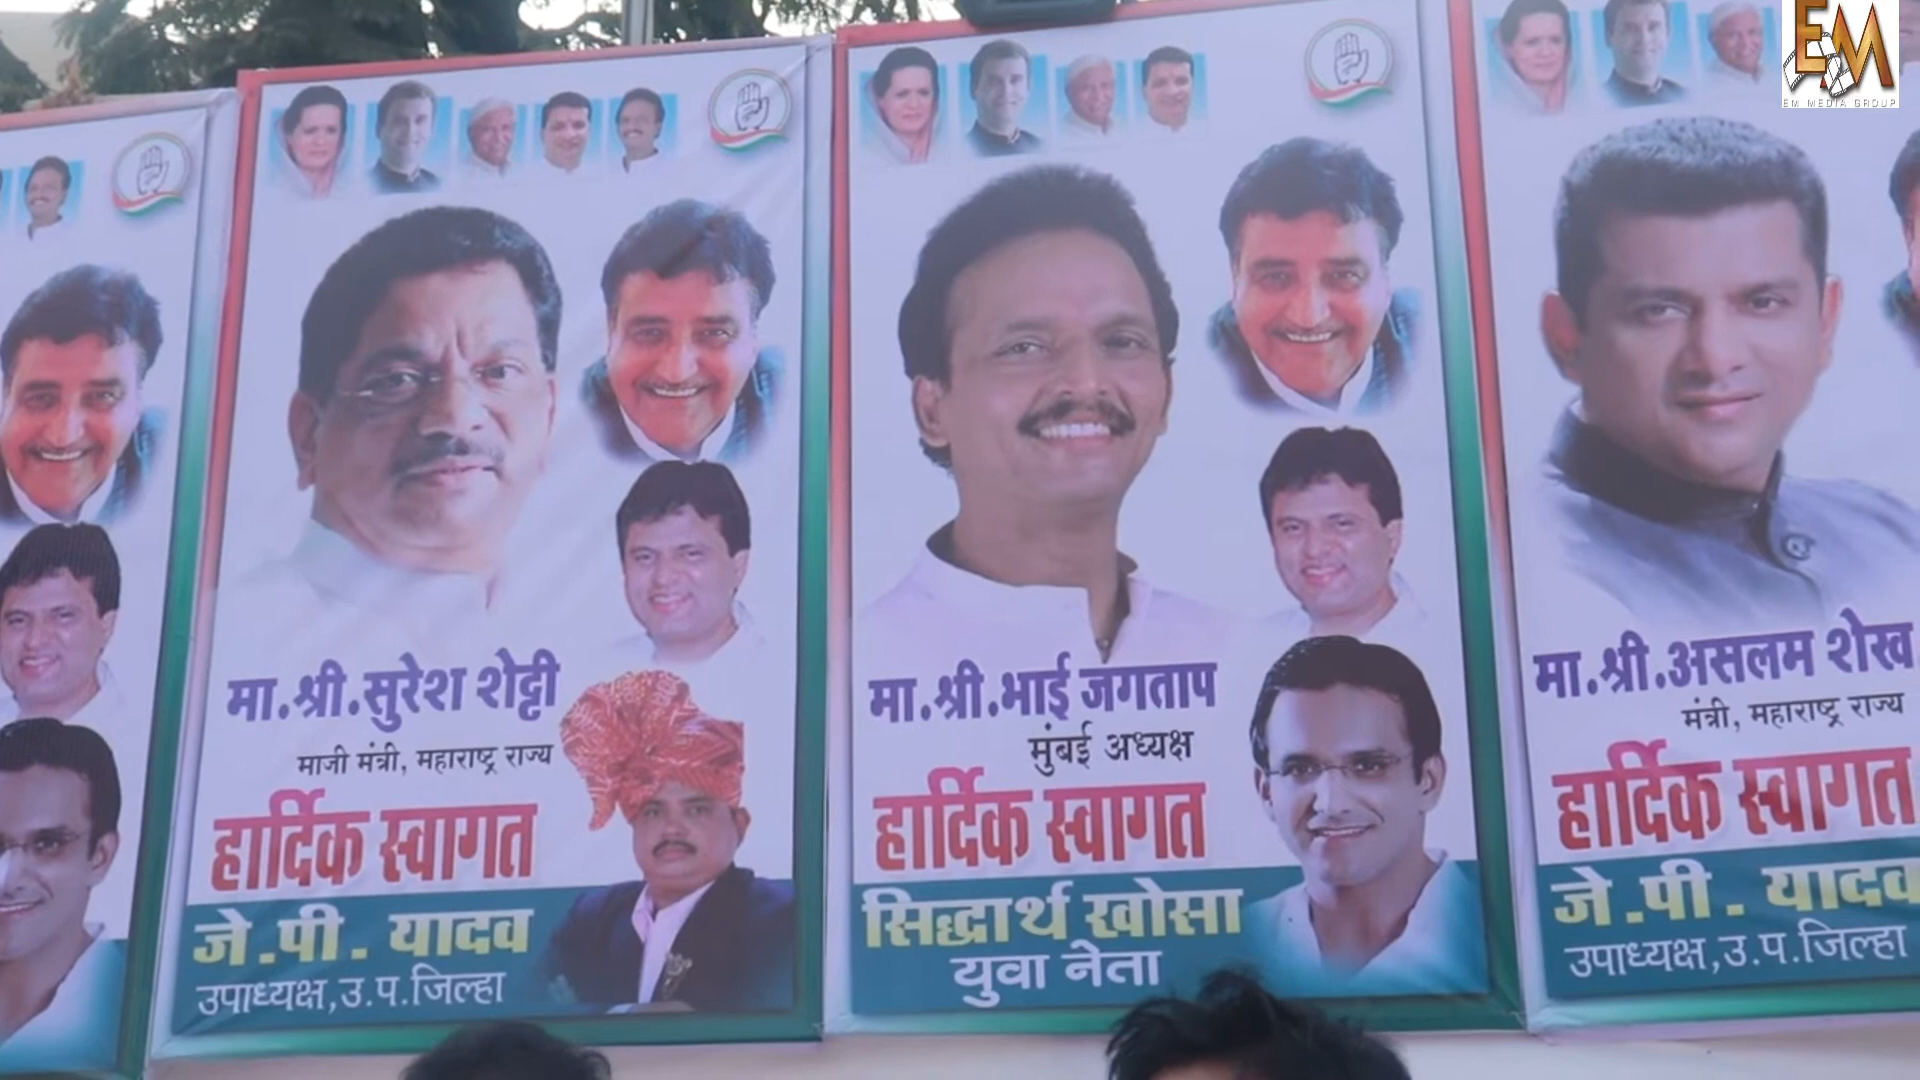 EM
EM MEDIA GROUP
मा.श्री.सुरेश शेट्टी
माजी मंत्री, महाराष्ट्र राज्य
हार्दिक स्वागत
जे.पी. यादव
उपाध्यक्ष,उ.प.जिल्हा
मा.श्री.भाई जगताप
मुंबई अध्यक्ष
हार्दिक स्वागत
सिद्धार्थ खोसा
युवा नेता
मा.श्री.असलम शेख
मंत्री, महाराष्ट्र राज्य
हार्दिक स्वागत
जे.पी. यादव
उपाध्यक्ष,उ.प.जिल्हा